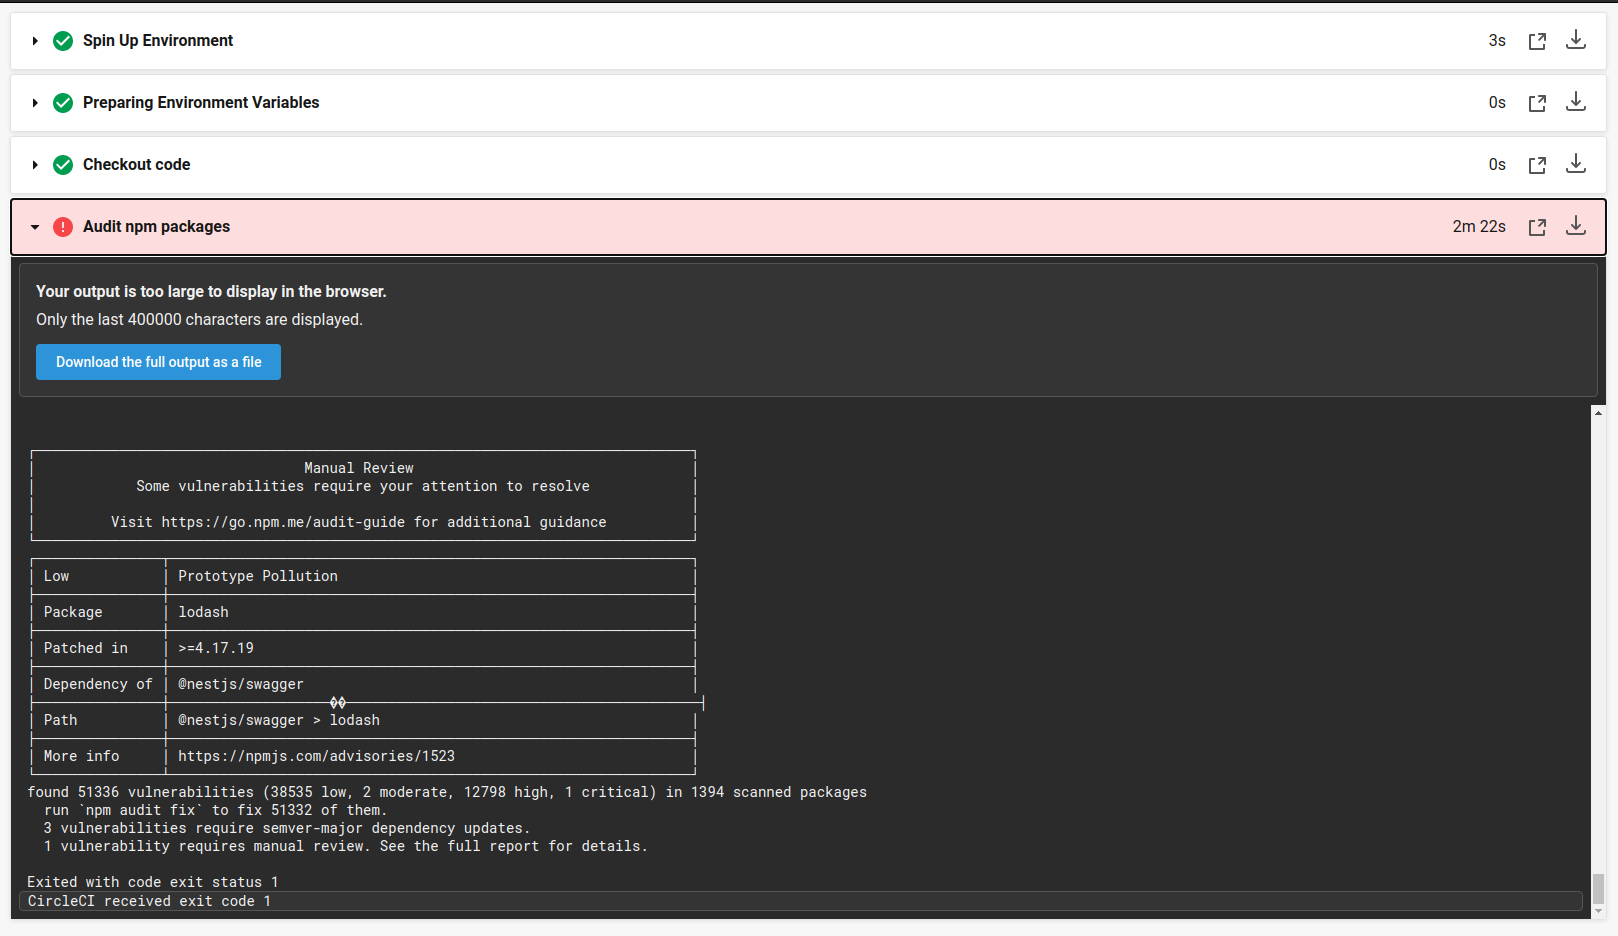 Spin Up Environment 3s
Preparing Environment Variables 0s
Checkout code 0s
! Audit npm packages 2m 22s
Your output is too large to display in the browser.
Only the last 400000 characters are displayed.
Download the full output as a file
Manual Review
Some vulnerabilities require your attention to resolve
Visit https://go.npm.me/audit-guide for additional guidance
Low Prototype Pollution
Package lodash
Patched in >=4.17.19
Dependency of @nestjs/swagger
��
Path @nestjs/swagger > lodash
More info https://npmjs.com/advisories/1523
found 51336 vulnerabilities (38535 low, 2 moderate, 12798 high, 1 critical) in 1394 scanned packages
run `npm audit fix` to fix 51332 of them.
3 vulnerabilities require semver-major dependency updates.
1 vulnerability requires manual review. See the full report for details.
Exited with code exit status 1
CircleCI received exit code 1